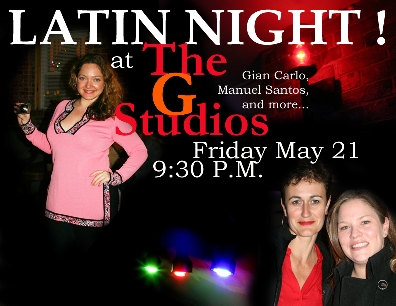 LATIN NIGHT !
at The
G
Studios
Gian Carlo,
Manuel Santos,
and more...
Friday May 21
9:30 P.M.